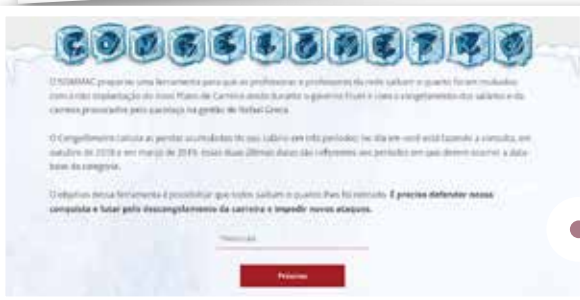 CONGELÔMETRO
O SISMMAC preparou uma ferramenta para que as professoras e professores da rede saibam o quanto foram roubados
com a não implantação do novo Plano de Carreira ainda durante o governo Fruet e com o congelamento dos salários e da
carreira provocados pelo pacotaço na gestão de Rafael Greca.
O Congelômetro calcula as perdas acumuladas do seu salário em três períodos: no dia em você está fazendo a consulta, em
outubro de 2018 e em março de 2019. Essas duas últimas datas são referentes aos períodos em que devem ocorrer a data-
base da categoria.
O objetivo dessa ferramenta é possibilitar que todos saibam o quanto lhes foi retirado. É preciso defender nossa
conquista e lutar pelo descongelamento da carreira e impedir novos ataques.
Próximo